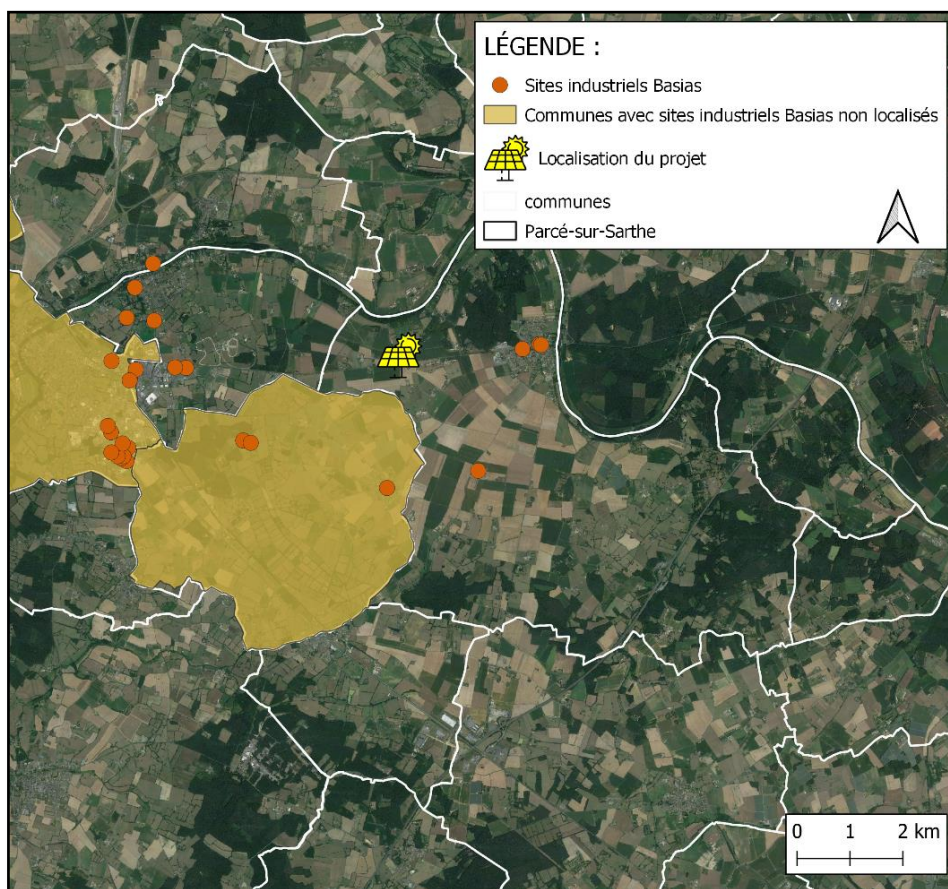 LÉGENDE :
Sites industriels Basias
Communes avec sites industriels Basias non localisés
Localisation du projet
communes
Parcé-sur-Sarthe
0 1 2 km